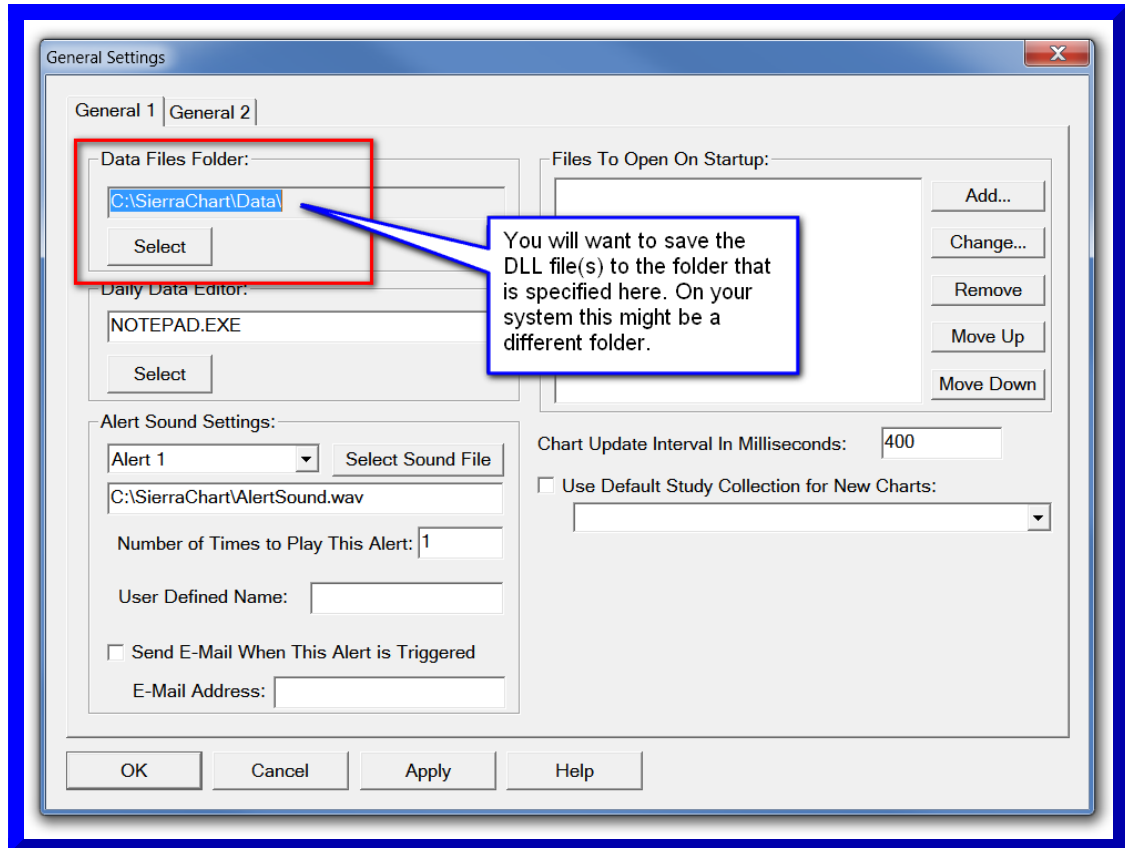 General Settings
X
General 1
General 2
Data Files Folder:
C:\SierraChart\Data\
Select
Daily Data Editor:
NOTEPAD.EXE
Select
Alert Sound Settings:
Alert 1
Select Sound File
C:\SierraChart\AlertSound.wav
Number of Times to Play This Alert: 1
User Defined Name:
Send E-Mail When This Alert is Triggered
E-Mail Address:
Files To Open On Startup:
Add...
Change...
Remove
Move Up
Move Down
You will want to save the
DLL file(s) to the folder that
is specified here. On your
system this might be a
different folder.
Chart Update Interval In Milliseconds: 400
Use Default Study Collection for New Charts:
OK
Cancel
Apply
Help